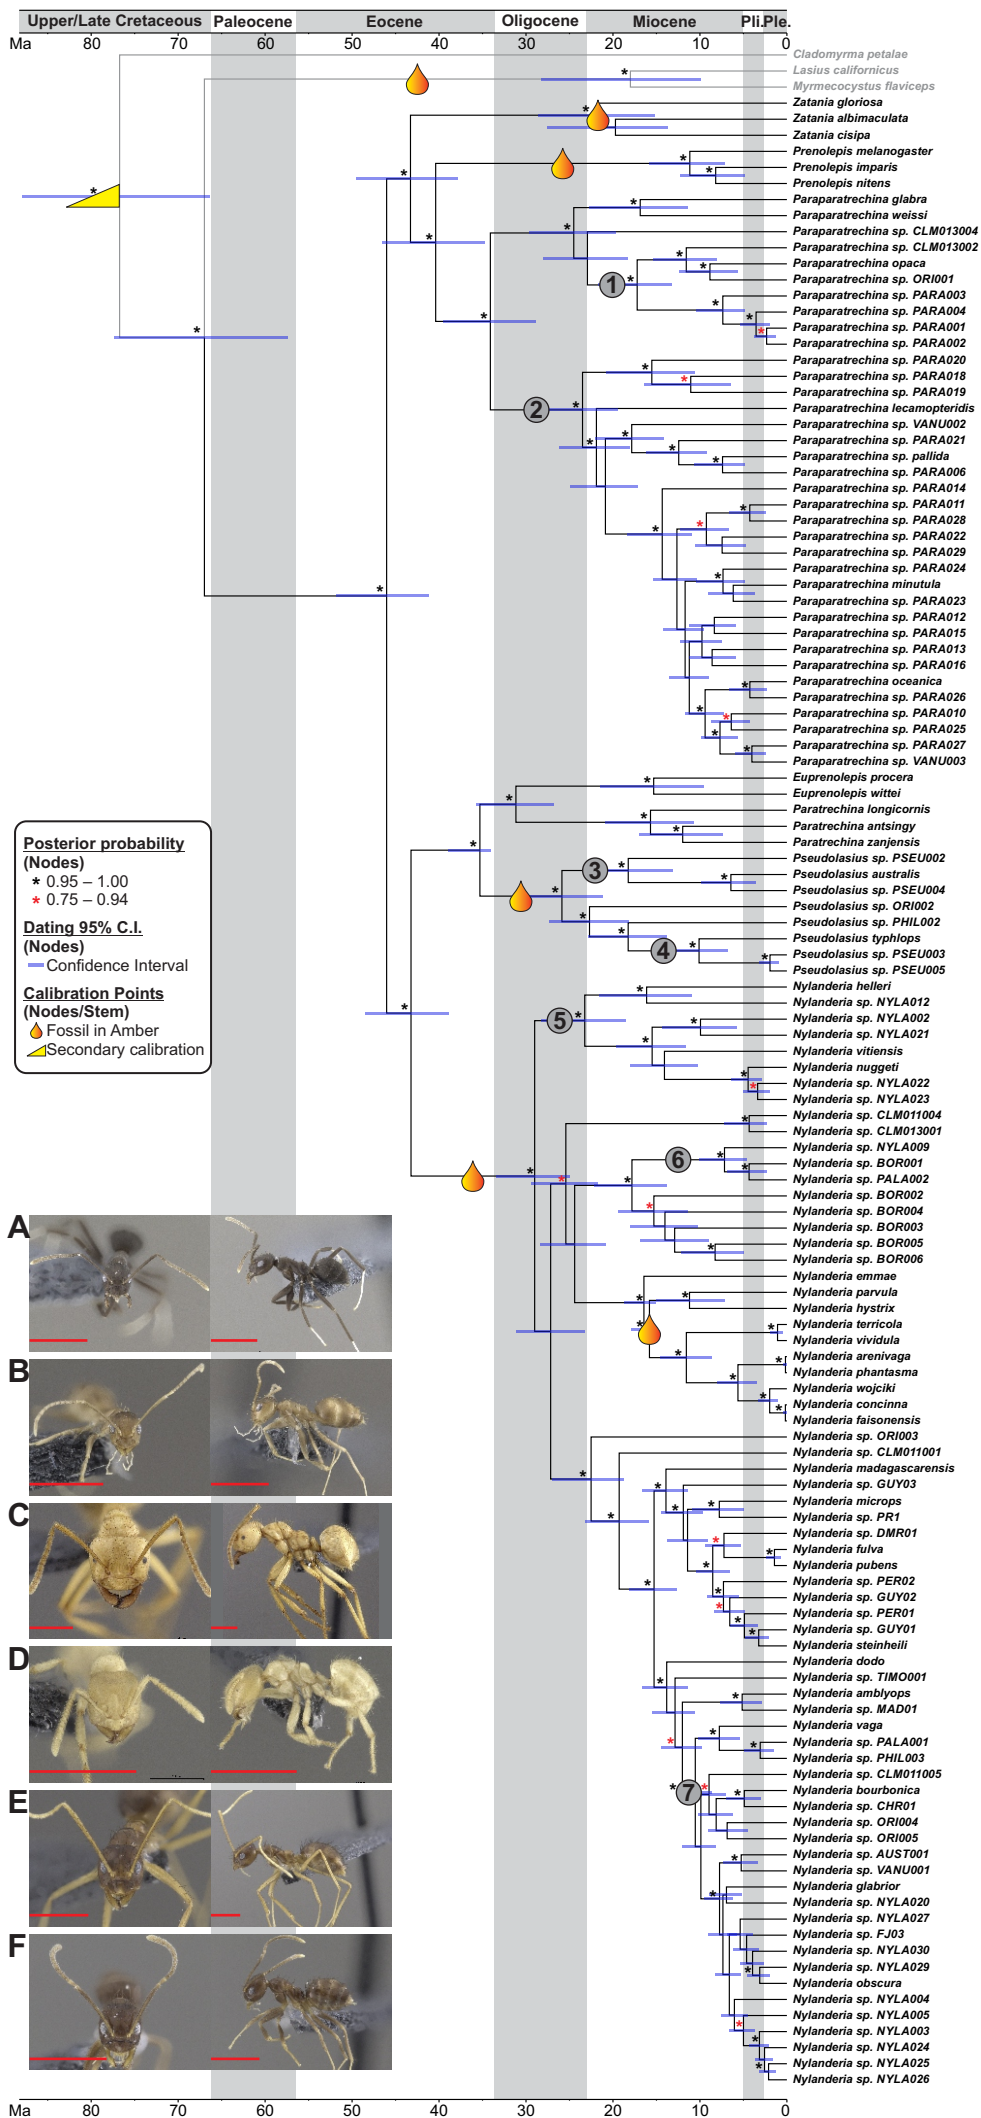 Upper/Late Cretaceous Paleocene Eocene Oligocene Miocene Pli. Ple.
Ma 80 70 60 50 40 30 20 10 0
Cladomyrma petalae
Lasius californicus
Myrmecocystus flaviceps
Zatania gloriosa
Zatania albimaculata
Zatania cisipa
Prenolepis melanogaster
Prenolepis imparis
Prenolepis nitens
Paraparatrechina glabra
Paraparatrechina weissi
Paraparatrechina sp. CLM013004
Paraparatrechina sp. CLM013002
Paraparatrechina opaca
Paraparatrechina sp. ORI001
1
Paraparatrechina sp. PARA003
Paraparatrechina sp. PARA004
Paraparatrechina sp. PARA001
Paraparatrechina sp. PARA002
Paraparatrechina sp. PARA020
Paraparatrechina sp. PARA018
Paraparatrechina sp. PARA019
2
Paraparatrechina lecamopteridis
Paraparatrechina sp. VANU002
Paraparatrechina sp. PARA021
Paraparatrechina sp. pallida
Paraparatrechina sp. PARA006
Paraparatrechina sp. PARA014
Paraparatrechina sp. PARA011
Paraparatrechina sp. PARA028
Paraparatrechina sp. PARA022
Paraparatrechina sp. PARA029
Paraparatrechina sp. PARA024
Paraparatrechina minutula
Paraparatrechina sp. PARA023
Paraparatrechina sp. PARA012
Paraparatrechina sp. PARA015
Paraparatrechina sp. PARA013
Paraparatrechina sp. PARA016
Paraparatrechina oceanica
Paraparatrechina sp. PARA026
Paraparatrechina sp. PARA010
Paraparatrechina sp. PARA025
Paraparatrechina sp. PARA027
Paraparatrechina sp. VANU003
Euprenolepis procera
Euprenolepis wittei
Paratrechina longicornis
Paratrechina antsingy
Paratrechina zanjensis
Pseudolasius sp. PSEU002
3
Pseudolasius australis
Pseudolasius sp. PSEU004
Pseudolasius sp. ORI002
Pseudolasius sp. PHIL002
Pseudolasius typhlops
4
Pseudolasius sp. PSEU003
Pseudolasius sp. PSEU005
Nylanderia helleri
Nylanderia sp. NYLA012
5
Nylanderia sp. NYLA002
Nylanderia sp. NYLA021
Nylanderia vitiensis
Nylanderia nuggeti
Nylanderia sp. NYLA022
Nylanderia sp. NYLA023
Nylanderia sp. CLM011004
Nylanderia sp. CLM013001
Nylanderia sp. NYLA009
6
Nylanderia sp. BOR001
Nylanderia sp. PALA002
Nylanderia sp. BOR002
Nylanderia sp. BOR004
Nylanderia sp. BOR003
Nylanderia sp. BOR005
Nylanderia sp. BOR006
Nylanderia emmae
Nylanderia parvula
Nylanderia hystrix
Nylanderia terricola
Nylanderia vividula
Nylanderia arenivaga
Nylanderia phantasma
Nylanderia wojciki
Nylanderia concinna
Nylanderia faisonensis
Nylanderia sp. ORI003
Nylanderia sp. CLM011001
Nylanderia madagascarensis
Nylanderia sp. GUY03
Nylanderia microps
Nylanderia sp. PR1
Nylanderia sp. DMR01
Nylanderia fulva
Nylanderia pubens
Nylanderia sp. PER02
Nylanderia sp. GUY02
Nylanderia sp. PER01
Nylanderia sp. GUY01
Nylanderia steinheili
Nylanderia dodo
Nylanderia sp. TIMO001
Nylanderia amblyops
Nylanderia sp. MAD01
Nylanderia vaga
Nylanderia sp. PALA001
Nylanderia sp. PHIL003
Nylanderia sp. CLM011005
7
Nylanderia bourbonica
Nylanderia sp. CHR01
Nylanderia sp. ORI004
Nylanderia sp. ORI005
Nylanderia sp. AUST001
Nylanderia sp. VANU001
Nylanderia glabrior
Nylanderia sp. NYLA020
Nylanderia sp. NYLA027
Nylanderia sp. FJ03
Nylanderia sp. NYLA030
Nylanderia sp. NYLA029
Nylanderia obscura
Nylanderia sp. NYLA004
Nylanderia sp. NYLA005
Nylanderia sp. NYLA003
Nylanderia sp. NYLA024
Nylanderia sp. NYLA025
Nylanderia sp. NYLA026
Posterior probability
(Nodes)
* 0.95 – 1.00
* 0.75 – 0.94
Dating 95% C.I.
(Nodes)
Confidence Interval
Calibration Points
(Nodes/Stem)
Fossil in Amber
Secondary calibration
A
B
C
D
E
F
Ma 80 70 60 50 40 30 20 10 0